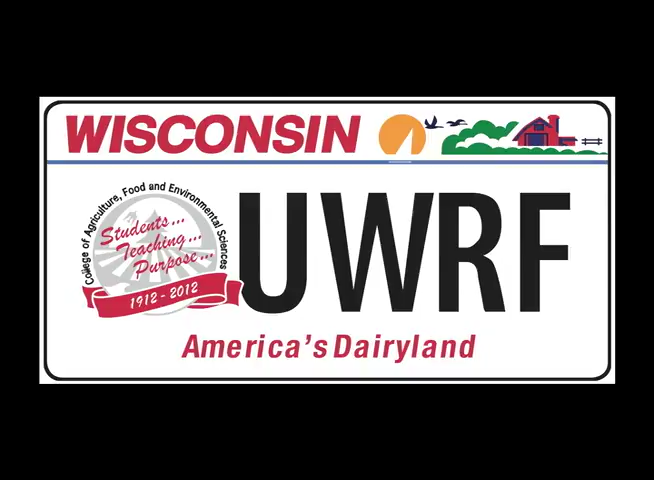 WISCONSIN
College of Agriculture, Food and Environmental Sciences
Students...
Teaching...
Purpose...
1912 - 2012
UWRF
America's Dairyland